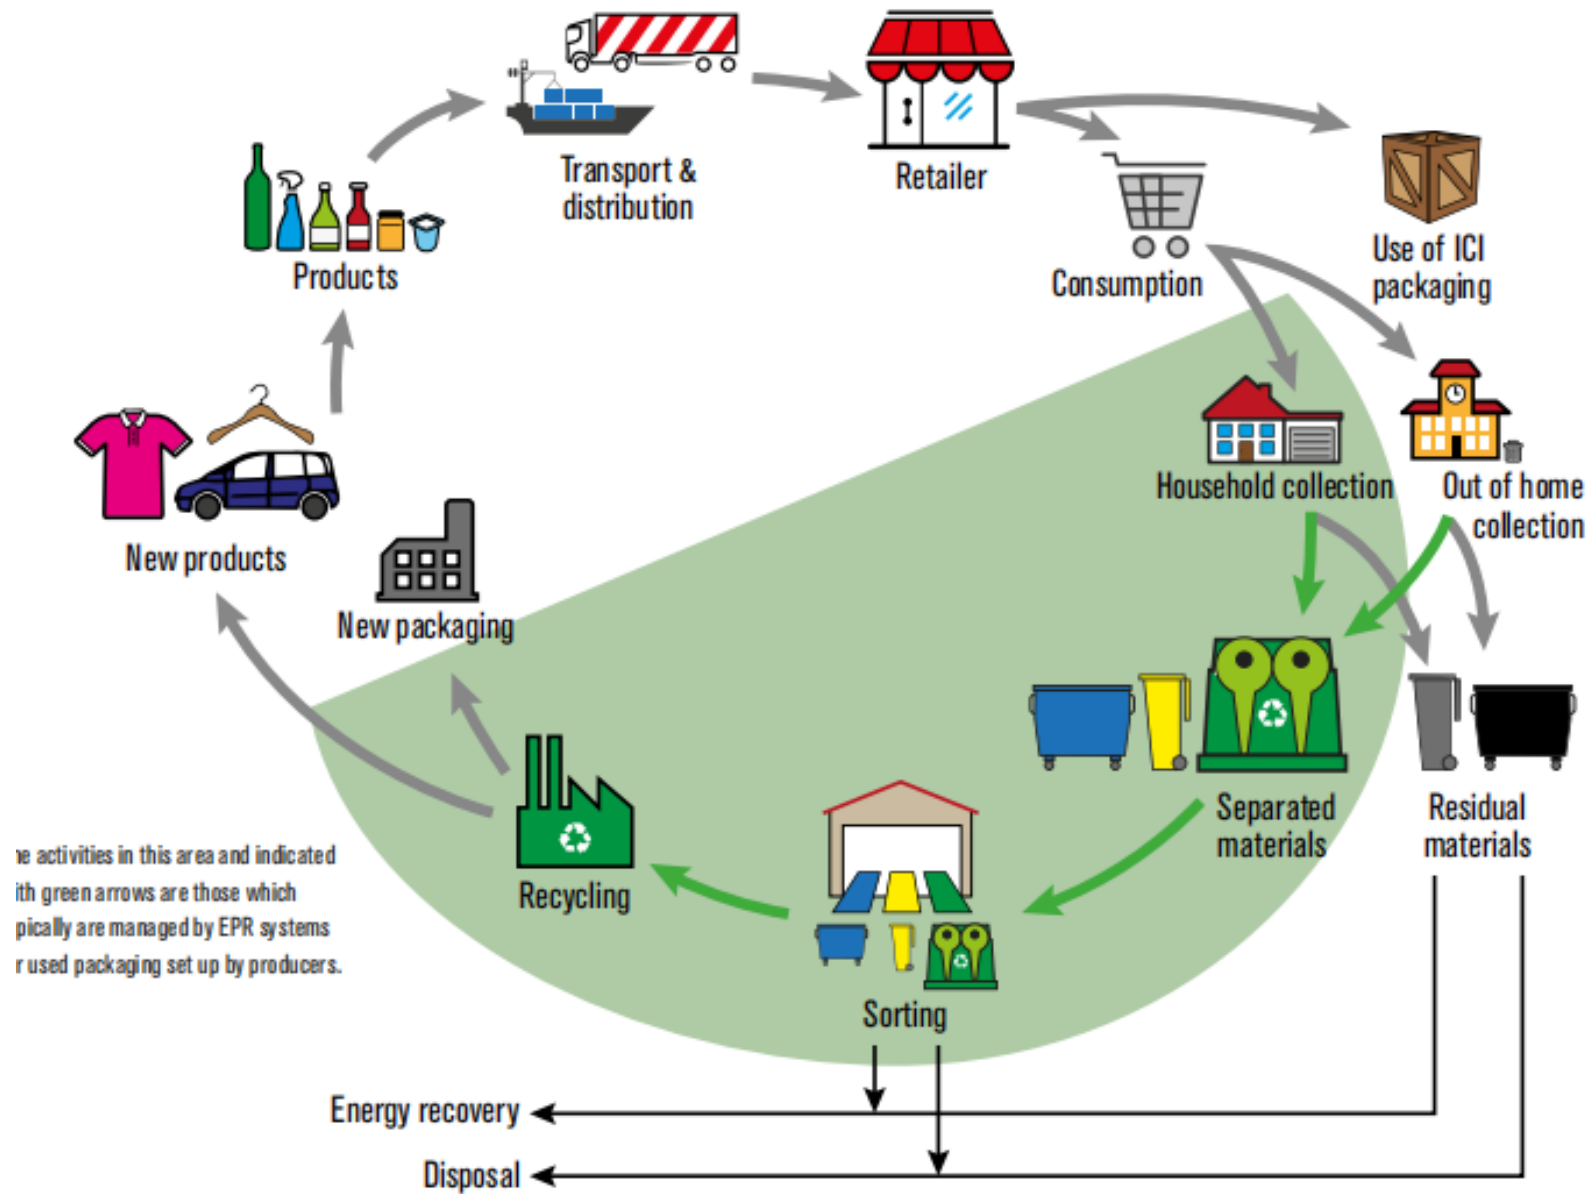 Transport &
distribution
Retailer
Use of ICI
packaging
Products
Consumption
Household collection
Out of home
collection
New products
New packaging
Separated
materials
Residual
materials
Recycling
activities in this area and indicated
green arrows are those which
are managed by EPR systems
used packaging set up by producers.
Sorting
Energy recovery
Disposal